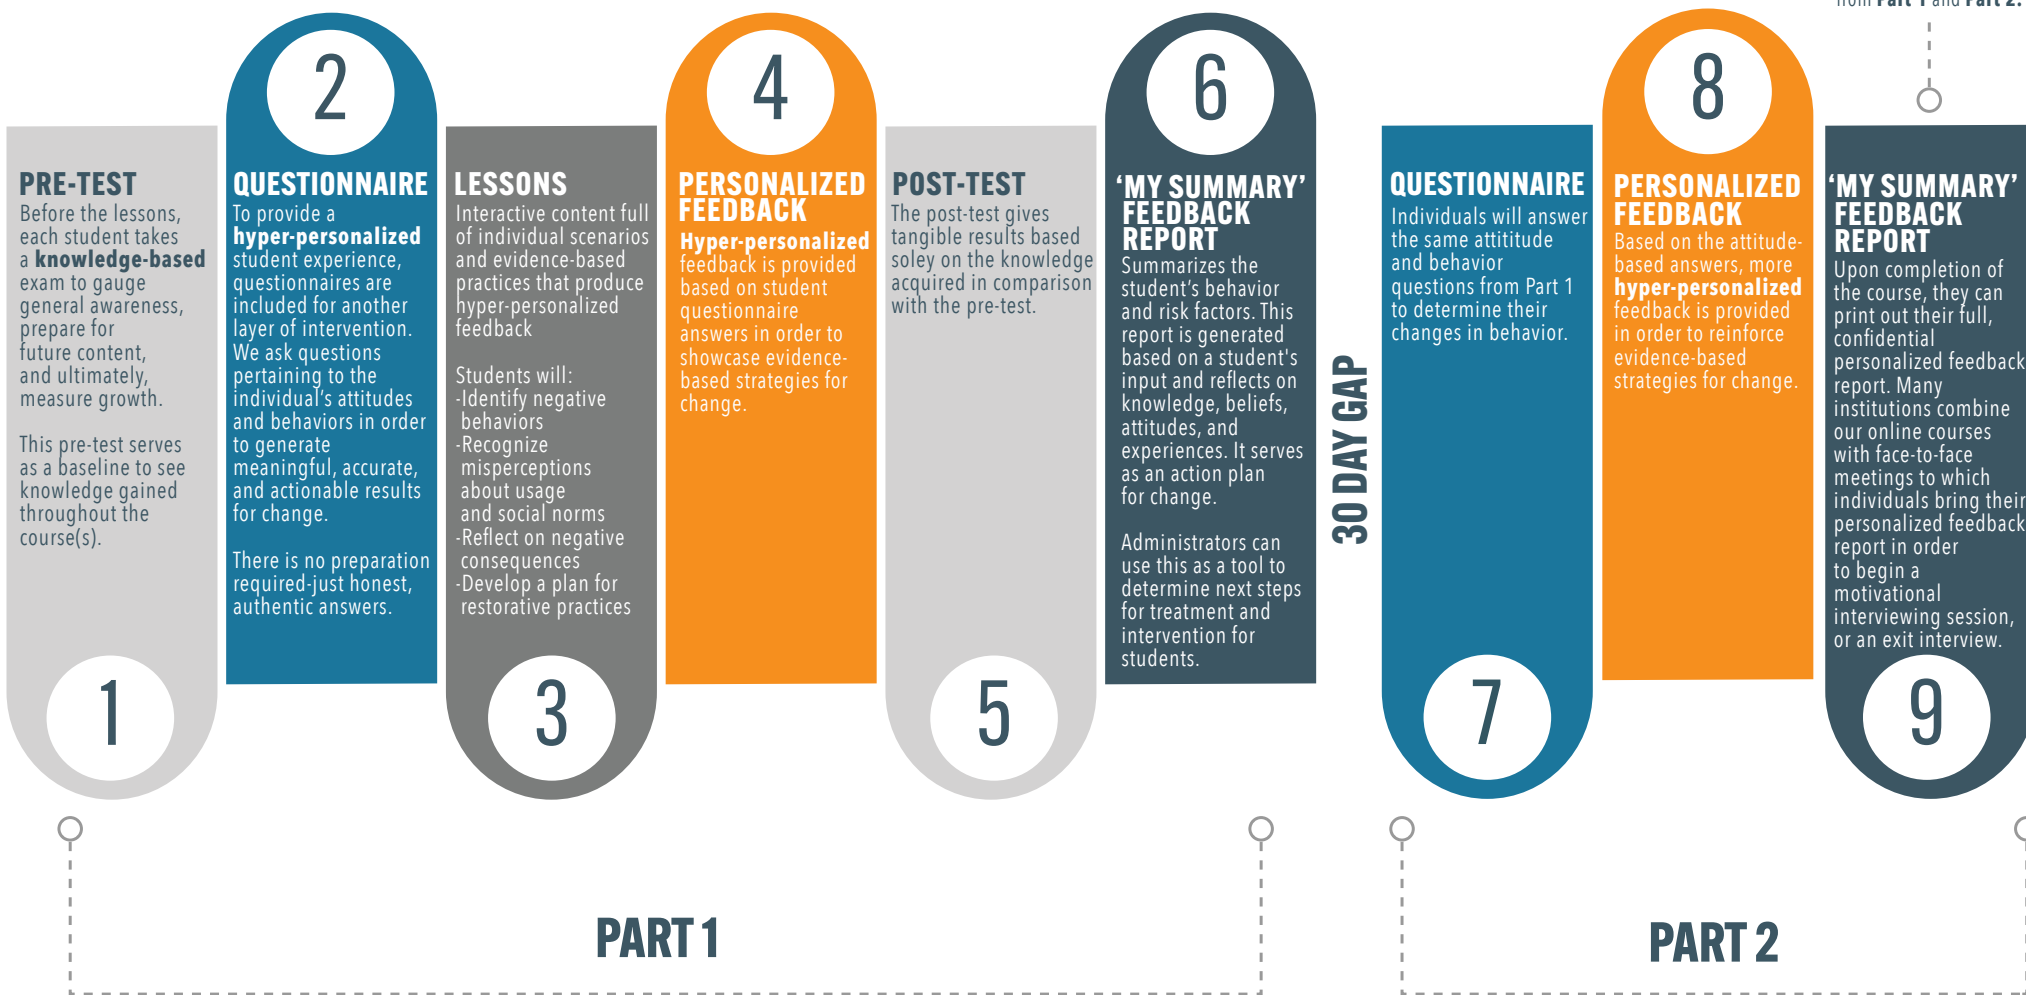 from Part 1 and Part 2.
2
4
6
8
PRE-TEST
Before the lessons,
each student takes
a knowledge-based
exam to gauge
general awareness,
prepare for
future content,
and ultimately,
measure growth.
This pre-test serves
as a baseline to see
knowledge gained
throughout the
course(s).
1
QUESTIONNAIRE
To provide a
hyper-personalized
student experience,
questionnaires are
included for another
layer of intervention.
We ask questions
pertaining to the
individual's attitudes
and behaviors in order
to generate
meaningful, accurate,
and actionable results
for change.
There is no preparation
required-just honest,
authentic answers.
LESSONS
Interactive content full
of individual scenarios
and evidence-based
practices that produce
hyper-personalized
feedback
Students will:
-Identify negative
behaviors
-Recognize
misperceptions
about usage
and social norms
-Reflect on negative
consequences
-Develop a plan for
restorative practices
3
PERSONALIZED
FEEDBACK
Hyper-personalized
feedback is provided
based on student
questionnaire
answers in order to
showcase evidence-
based strategies for
change.
POST-TEST
The post-test gives
tangible results based
soley on the knowledge
acquired in comparison
with the pre-test.
5
'MY SUMMARY'
FEEDBACK
REPORT
Summarizes the
student's behavior
and risk factors. This
report is generated
based on a student's
input and reflects on
knowledge, beliefs,
attitudes, and
experiences. It serves
as an action plan
for change.
Administrators can
use this as a tool to
determine next steps
for treatment and
intervention for
students.
30 DAY GAP
QUESTIONNAIRE
Individuals will answer
the same attititude
and behavior
questions from Part 1
to determine their
changes in behavior.
7
PERSONALIZED
FEEDBACK
Based on the attitude-
based answers, more
hyper-personalized
feedback is provided
in order to reinforce
evidence-based
strategies for change.
'MY SUMMARY'
FEEDBACK
REPORT
Upon completion of
the course, they can
print out their full,
confidential
personalized feedback
report. Many
institutions combine
our online courses
with face-to-face
meetings to which
individuals bring their
personalized feedback
report in order
to begin a
motivational
interviewing session,
or an exit interview.
9
PART 1
PART 2